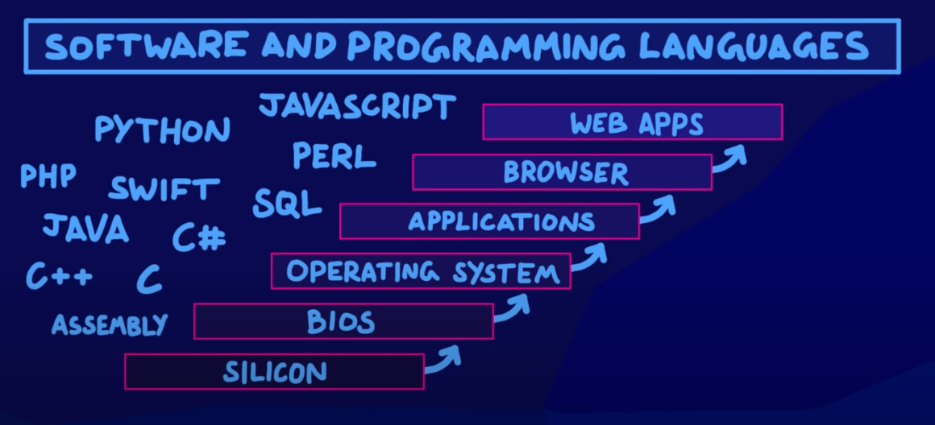 SOFTWARE AND PROGRAMMING LANGUAGES
JAVASCRIPT
WEB APPS
PYTHON
PERL
BROWSER
PHP
SWIFT
SQL
APPLICATIONS
JAVA
C#
OPERATING SYSTEM
C++
C
ASSEMBLY
BIOS
SILICON